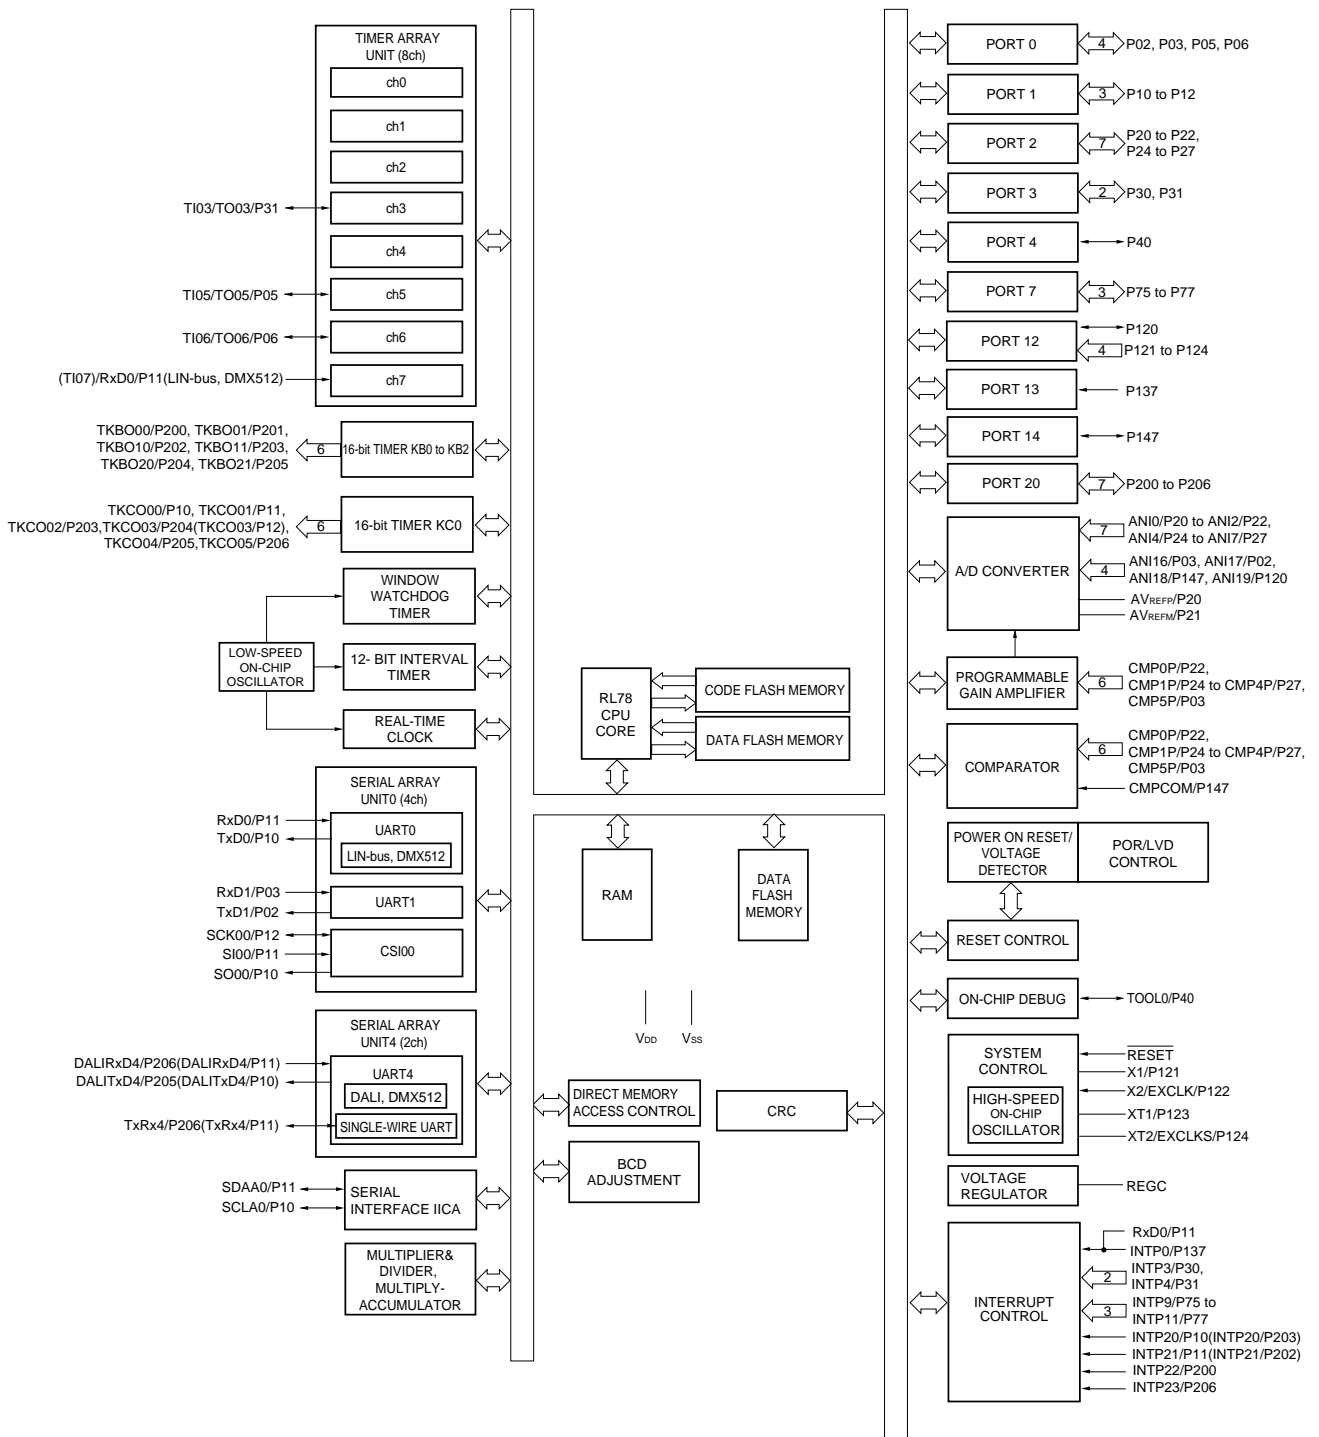 TIMER ARRAY
UNIT (8ch)
ch0
ch1
ch2
TI03/TO03/P31
ch3
ch4
TI05/TO05/P05
ch5
TI06/TO06/P06
ch6
(TI07)/RxD0/P11(LIN-bus, DMX512)
ch7
TKBO00/P200, TKBO01/P201,
TKBO10/P202, TKBO11/P203,
TKBO20/P204, TKBO21/P205
6
16-bit TIMER KB0 to KB2
TKCO00/P10, TKCO01/P11,
TKCO02/P203,TKCO03/P204(TKCO03/P12),
TKCO04/P205,TKCO05/P206
6
16-bit TIMER KC0
WINDOW
WATCHDOG
TIMER
LOW-SPEED
ON-CHIP
OSCILLATOR
12- BIT INTERVAL
TIMER
REAL-TIME
CLOCK
SERIAL ARRAY
UNIT0 (4ch)
RxD0/P11
TxD0/P10
UART0
LIN-bus, DMX512
RxD1/P03
TxD1/P02
UART1
SCK00/P12
SI00/P11
SO00/P10
CSI00
SERIAL ARRAY
UNIT4 (2ch)
DALIRxD4/P206(DALIRxD4/P11)
DALITxD4/P205(DALITxD4/P10)
UART4
DALI, DMX512
TxRx4/P206(TxRx4/P11)
SINGLE-WIRE UART
SDAA0/P11
SCLA0/P10
SERIAL
INTERFACE IICA
MULTIPLIER&
DIVIDER,
MULTIPLY-
ACCUMULATOR
RL78
CPU
CORE
CODE FLASH MEMORY
DATA FLASH MEMORY
RAM
DATA
FLASH
MEMORY
VDD
VSS
DIRECT MEMORY
ACCESS CONTROL
CRC
BCD
ADJUSTMENT
PORT 0
4
P02, P03, P05, P06
PORT 1
3
P10 to P12
PORT 2
7
P20 to P22,
P24 to P27
PORT 3
2
P30, P31
PORT 4
P40
PORT 7
3
P75 to P77
PORT 12
P120
4
P121 to P124
PORT 13
P137
PORT 14
P147
PORT 20
7
P200 to P206
A/D CONVERTER
7
ANI0/P20 to ANI2/P22,
ANI4/P24 to ANI7/P27
4
ANI16/P03, ANI17/P02,
ANI18/P147, ANI19/P120
AVREFP/P20
AVREFM/P21
PROGRAMMABLE
GAIN AMPLIFIER
6
CMP0P/P22,
CMP1P/P24 to CMP4P/P27,
CMP5P/P03
COMPARATOR
6
CMP0P/P22,
CMP1P/P24 to CMP4P/P27,
CMP5P/P03
CMPCOM/P147
POWER ON RESET/
VOLTAGE
DETECTOR
POR/LVD
CONTROL
RESET CONTROL
ON-CHIP DEBUG
TOOL0/P40
SYSTEM
CONTROL
HIGH-SPEED
ON-CHIP
OSCILLATOR
RESET
X1/P121
X2/EXCLK/P122
XT1/P123
XT2/EXCLKS/P124
VOLTAGE
REGULATOR
REGC
INTERRUPT
CONTROL
RxD0/P11
INTP0/P137
2
INTP3/P30,
INTP4/P31
3
INTP9/P75 to
INTP11/P77
INTP20/P10(INTP20/P203)
INTP21/P11(INTP21/P202)
INTP22/P200
INTP23/P206